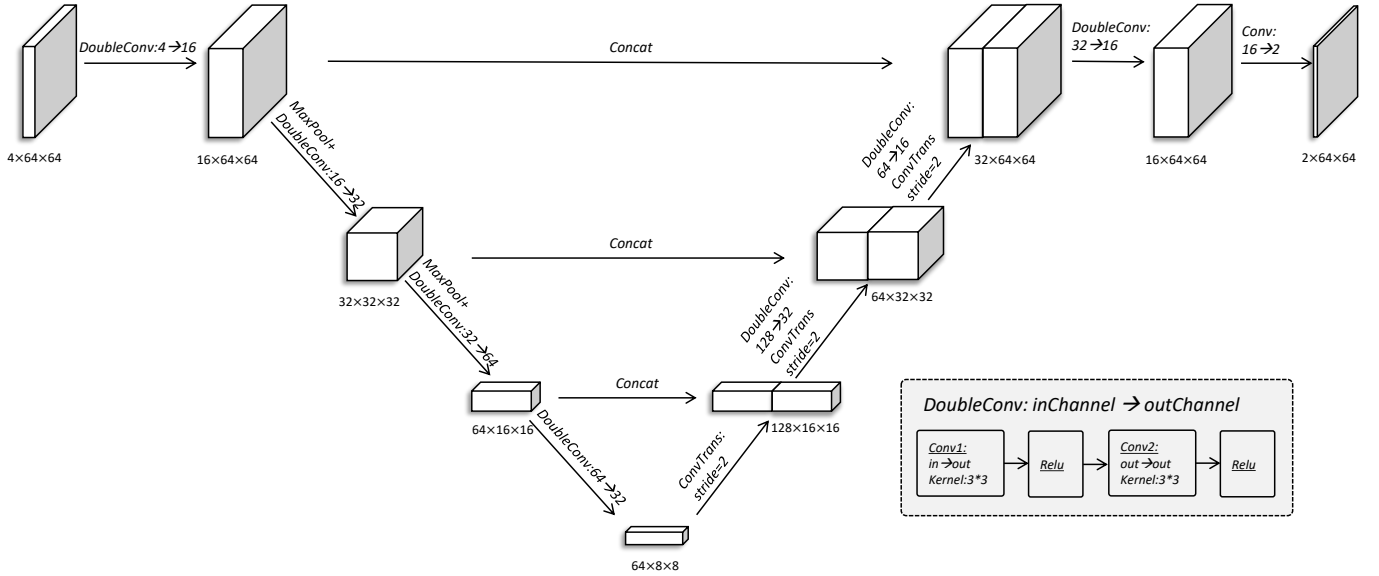 DoubleConv:4→16
Concat
DoubleConv:
32→16
Conv:
16→2
4×64×64
16×64×64
MaxPool+
DoubleConv:16→32
DoubleConv:
64→16
ConvTrans
stride=2
32×64×64
16×64×64
2×64×64
Concat
32×32×32
MaxPool+
DoubleConv:32→64
DoubleConv:
128→32
ConvTrans
stride=2
64×32×32
Concat
64×16×16
DoubleConv:64→32
ConvTrans:
stride=2
128×16×16
64×8×8
DoubleConv: inChannel → outChannel
Conv1:
in→out
Kernel:3*3
Relu
Conv2:
out→out
Kernel:3*3
Relu